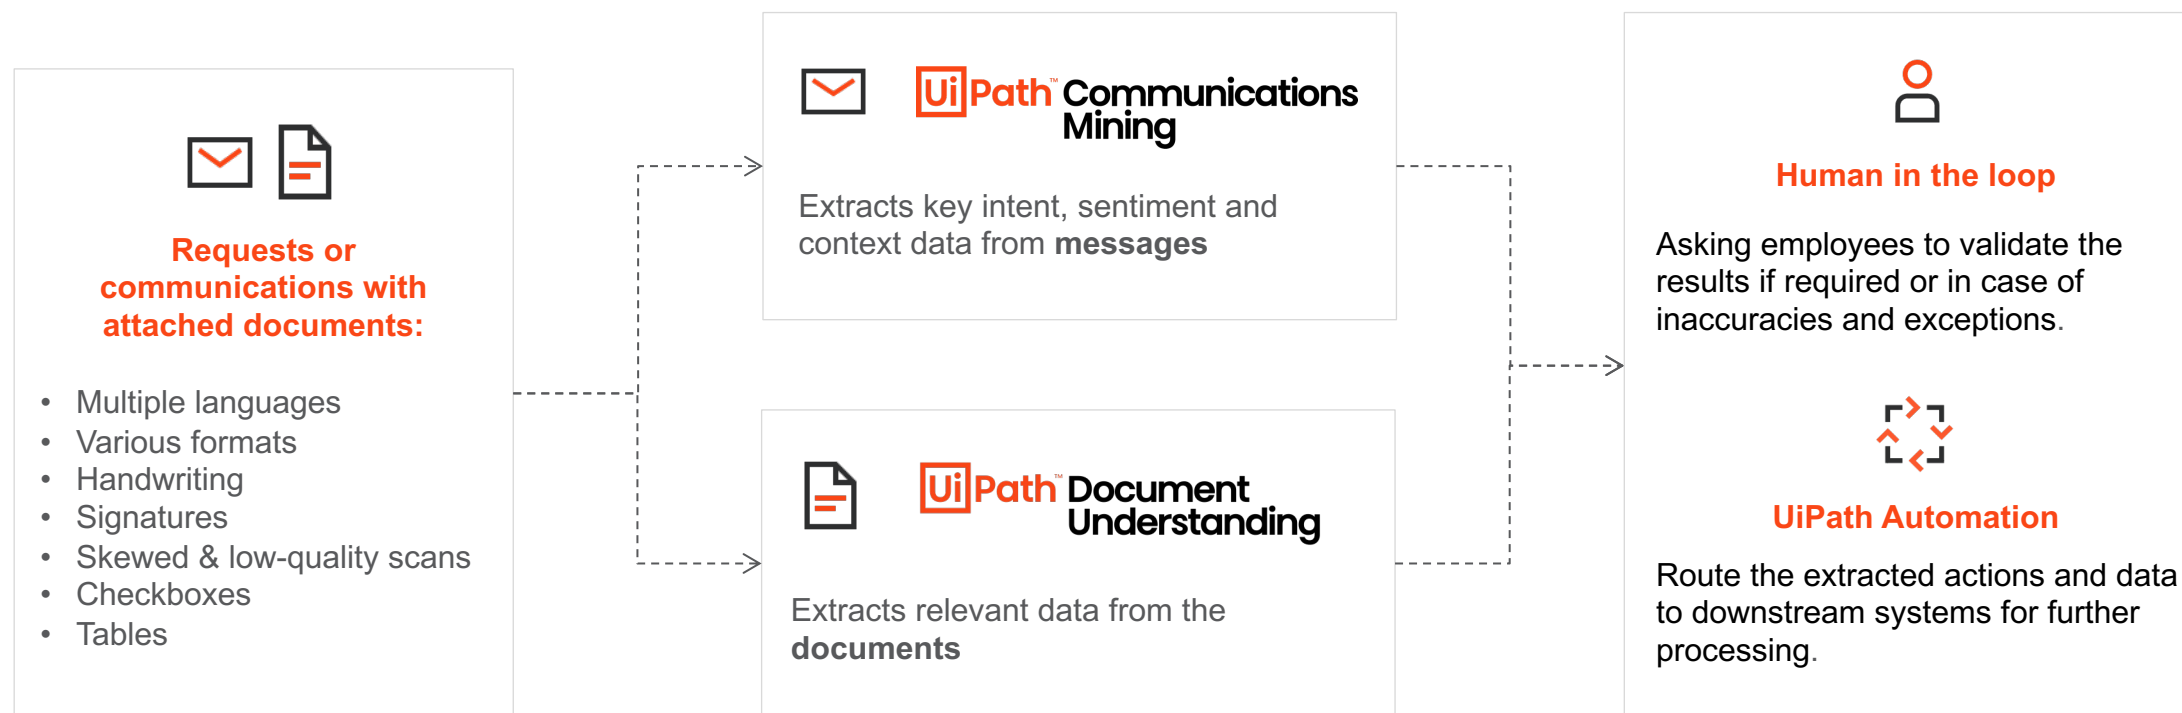 Requests or
communications with
attached documents:
• Multiple languages
• Various formats
• Handwriting
• Signatures
• Skewed & low-quality scans
• Checkboxes
• Tables
UiPath™ Communications
Mining
Extracts key intent, sentiment and
context data from messages
UiPath™ Document
Understanding
Extracts relevant data from the
documents
Human in the loop
Asking employees to validate the
results if required or in case of
inaccuracies and exceptions.
UiPath Automation
Route the extracted actions and data
to downstream systems for further
processing.